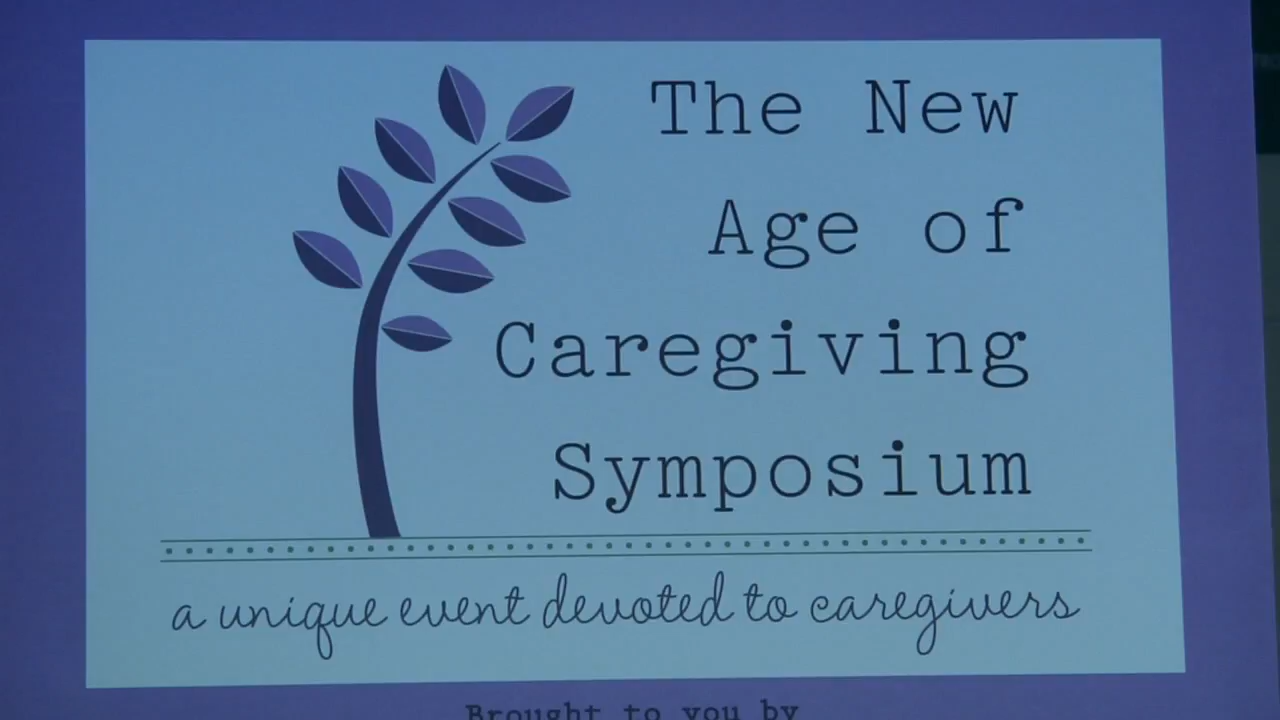 The New
Age of
Caregiving
Symposium
a unique event devoted to caregivers
Brought to you by